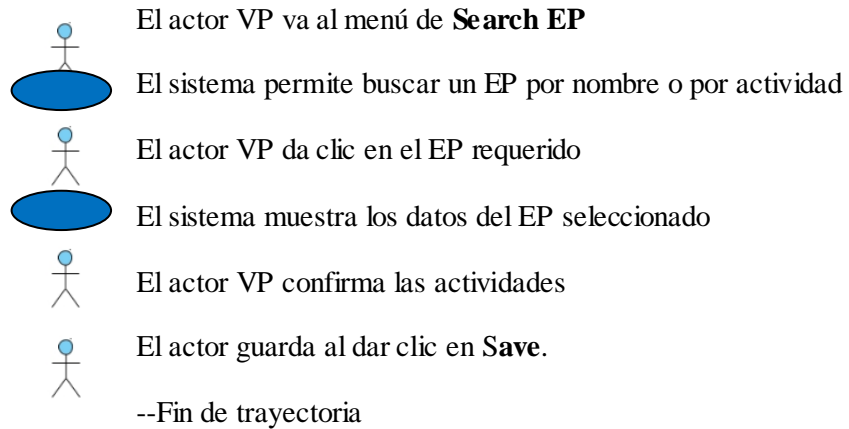 El actor VP va al menú de Search EP
El sistema permite buscar un EP por nombre o por actividad
El actor VP da clic en el EP requerido
El sistema muestra los datos del EP seleccionado
El actor VP confirma las actividades
El actor guarda al dar clic en Save.
--Fin de trayectoria